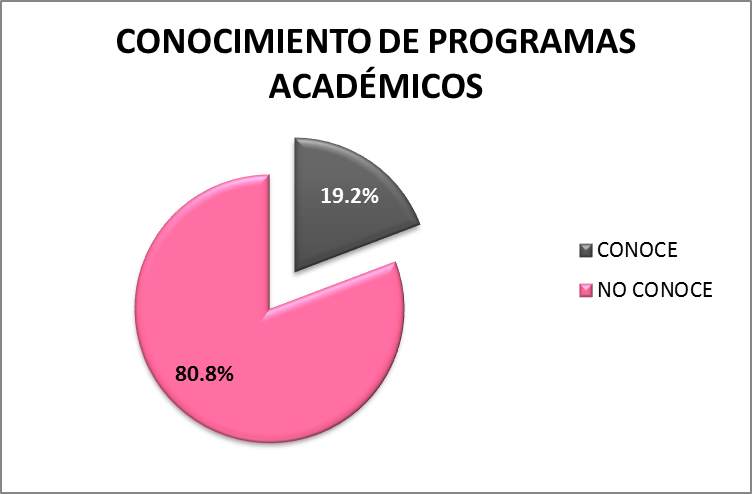 CONOCIMIENTO DE PROGRAMAS
ACADÉMICOS
19.2%
CONOCE
NO CONOCE
80.8%